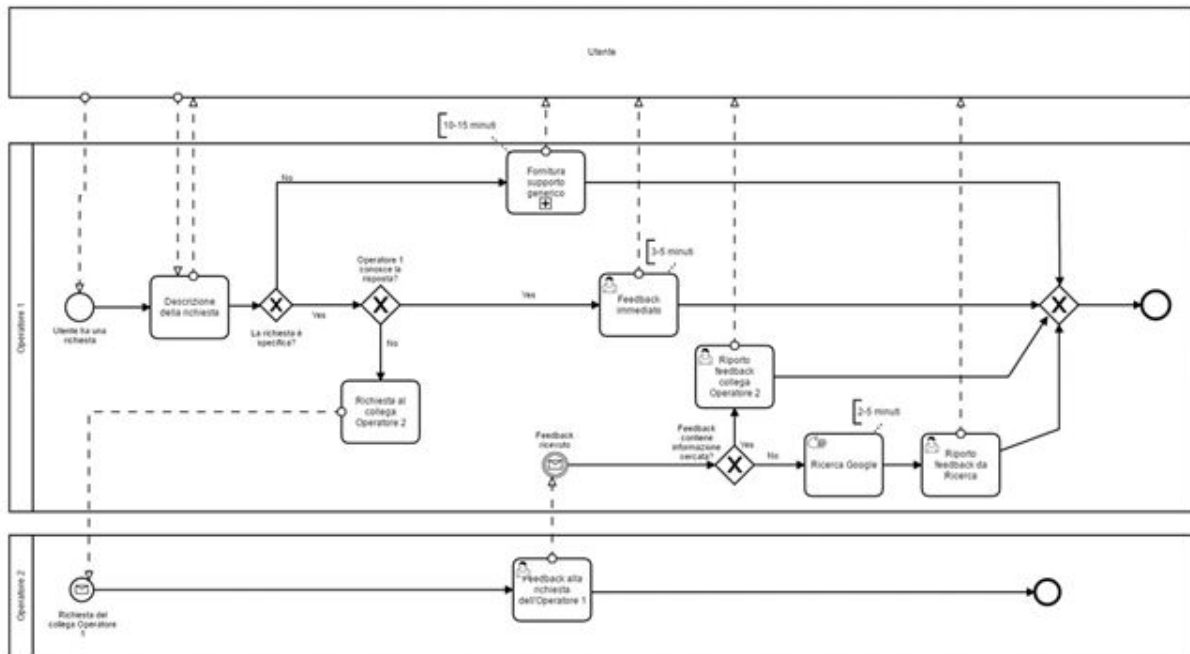 Utente
10-15 minuti
Fornitura
supporto
generico
No
Operatore 1
conosce la
risposta?
3-5 minuti
Operatore 1
Descrizione
della richiesta
Yes
Yes
Feedback
immediato
Utente ha una
richiesta
La richiesta è
specifica?
No
Riporto
feedback
collega
Operatore 2
Richiesta al
collega
Operatore 2
2-5 minuti
Feedback
ricevuto
Feedback
contiene
informazione
cercata?
Yes
No
Ricerca Google
Riporto
feedback da
Ricerca
Operatore 2
Feedback alla
richiesta
dell'Operatore 1
Richiesta del
collega Operatore
1